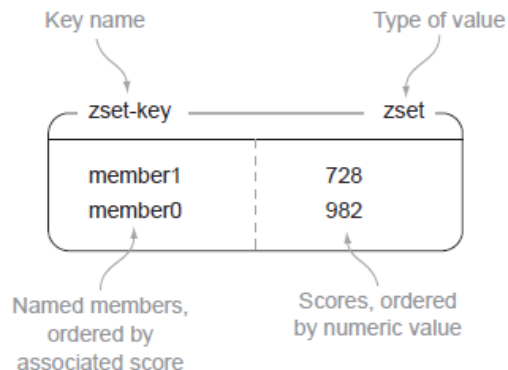 Key name
Type of value
zset-key
zset
member1 728
member0 982
Named members,
ordered by
associated score
Scores, ordered
by numeric value